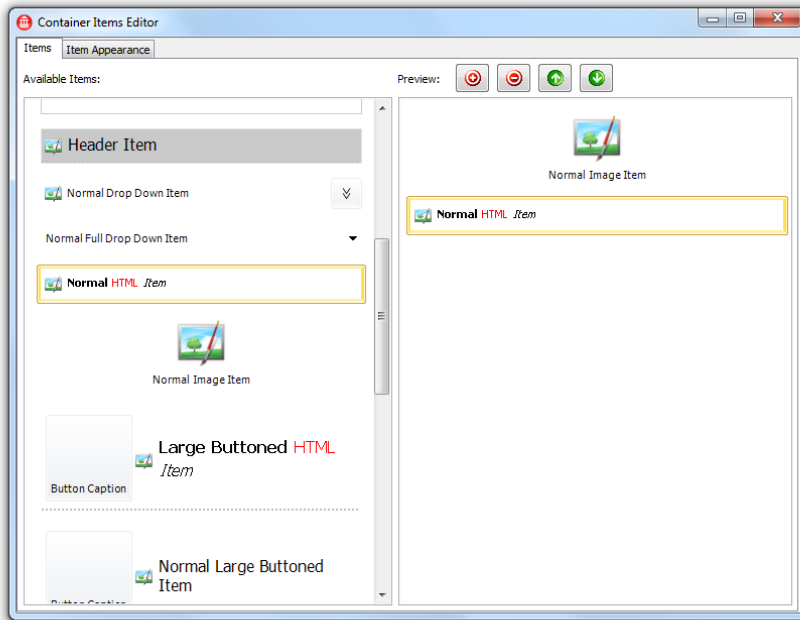 Container Items Editor
Items
Item Appearance
Available Items:
Preview:
Header Item
Normal Drop Down Item
Normal Full Drop Down Item
Normal HTML Item
Normal Image Item
Large Buttoned HTML
Item
Button Caption
Normal Large Buttoned
Item
Button Caption
Normal Image Item
Normal HTML Item